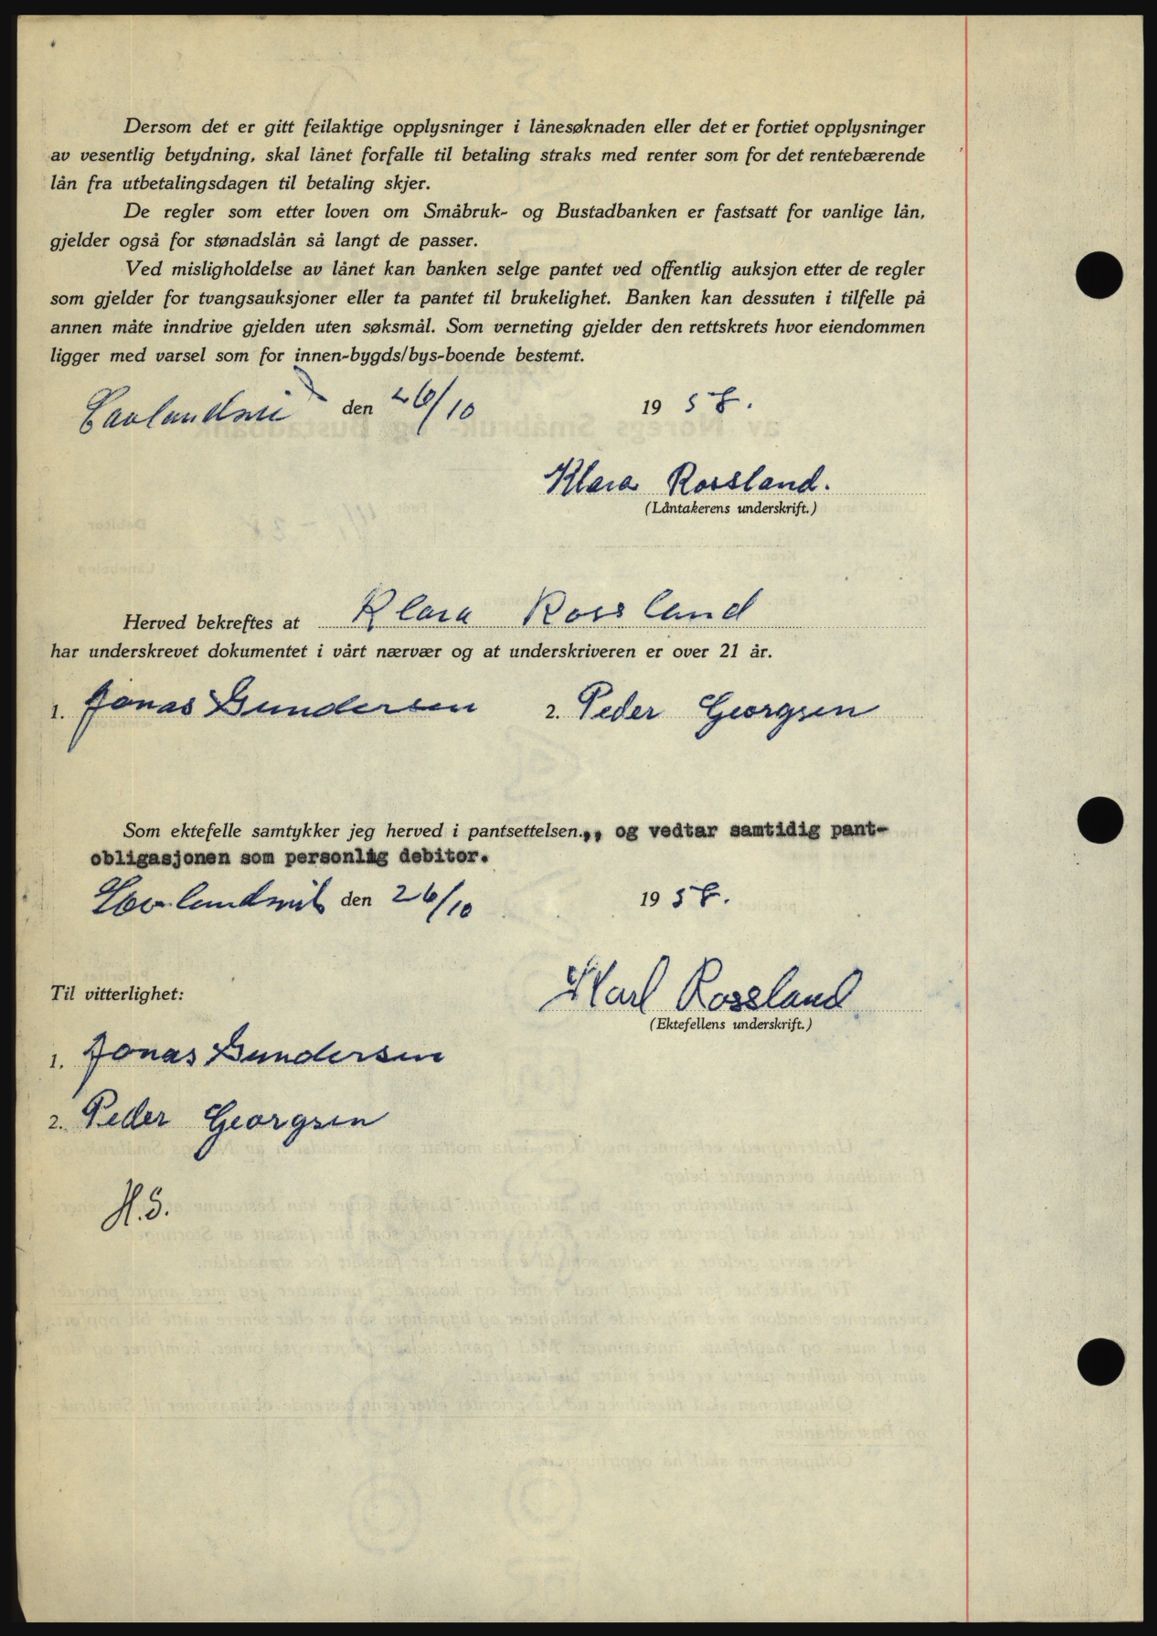 Dersom det er gitt feilaktige opplysninger i lånesøknaden eller det er fortiet opplysninger
av vesentlig betydning, skal lånet forfalle til betaling straks med renter som for det rentebærende
lån fra utbetalingsdagen til betaling skjer.
De regler som etter loven om Småbruk- og Bustadbanken er fastsatt for vanlige lån,
gjelder også for stønadslån så langt de passer.
Ved misligholdelse av lånet kan banken selge pantet ved offentlig auksjon etter de regler
som gjelder for tvangsauksjoner eller ta pantet til brukelighet. Banken kan dessuten i tilfelle på
annen måte inndrive gjelden uten søksmål. Som verneting gjelder den rettskrets hvor eiendommen
ligger med varsel som for innen-bygds/bys-boende bestemt.
den 26/10 19 58.
Klara Rossland.
(Låntakerens underskrift.)
Herved bekreftes at Klara Rossland
har underskrevet dokumentet i vårt nærvær og at underskriveren er over 21 år.
1. Jonas Gundersen 2. Peder Georgsen
Som ektefelle samtykker jeg herved i pantsettelsen.,, og vedtar samtidig pant-
obligasjonen som personlig debitor.
den 26/10 19 58.
Karl Rossland
(Ektefellens underskrift.)
Til vitterlighet:
1. Jonas Gundersen
2. Peder Georgsen
H.S.